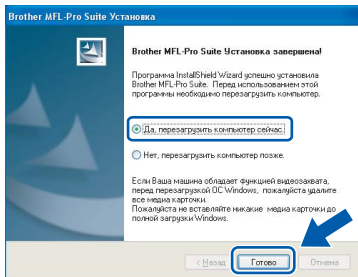 Brother MFL-Pro Suite Установка
Brother MFL-Pro Suite Установка завершена!
Программа InstallShield Wizard успешно установила
Brother MFL-Pro Suite. Перед использованием этой
программы необходимо перезагрузить компьютер.
Да, перезагрузить компьютер сейчас.
Нет, перезагрузить компьютер позже.
Если Ваша машина обладает функцией видеозахвата,
перед перезагрузкой ОС Windows, пожалуйста удалите
все медиа карточки.
Пожалуйста не вставляйте никакие медиа карточки до
полной загрузки Windows.
< Назад
Готово
Отмена